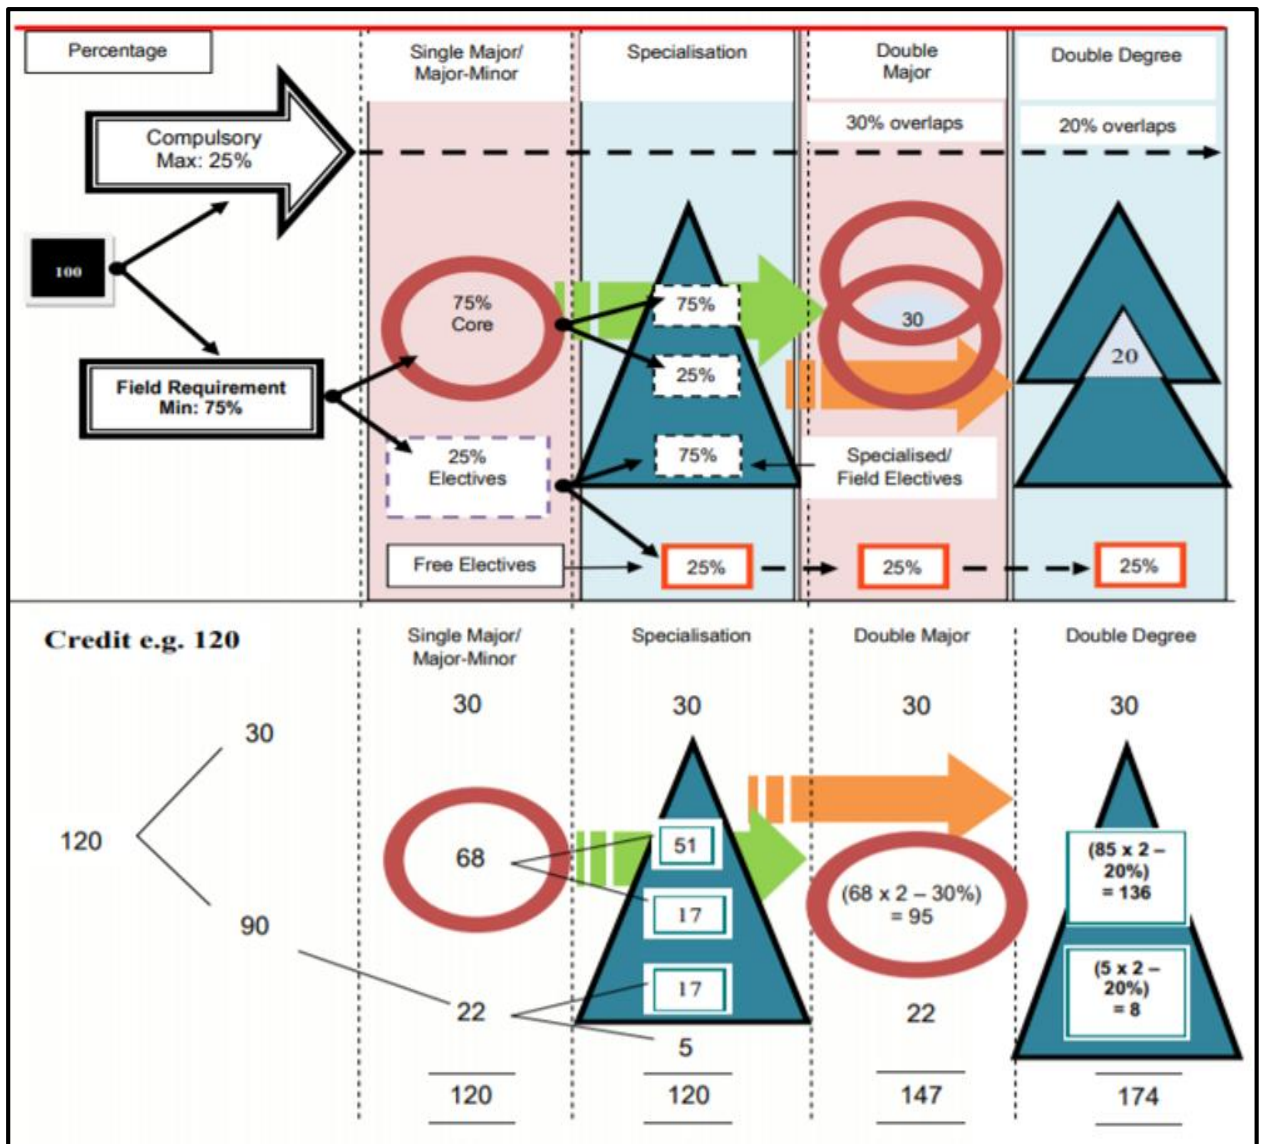 Percentage
Single Major/
Major-Minor
Specialisation
Double
Major
Double Degree
30% overlaps
20% overlaps
Compulsory
Max: 25%
100
75%
Core
75%
30
25%
20
Field Requirement
Min: 75%
25%
Electives
75%
Specialised/
Field Electives
Free Electives
25%
25%
25%
Credit e.g. 120
Single Major/
Major-Minor
Specialisation
Double Major
Double Degree
30
30
30
30
30
120
90
68
51
17
17
(68 x 2 – 30%)
= 95
(85 x 2 –
20%)
= 136
(5 x 2 –
20%)
= 8
22
5
22
120
120
147
174